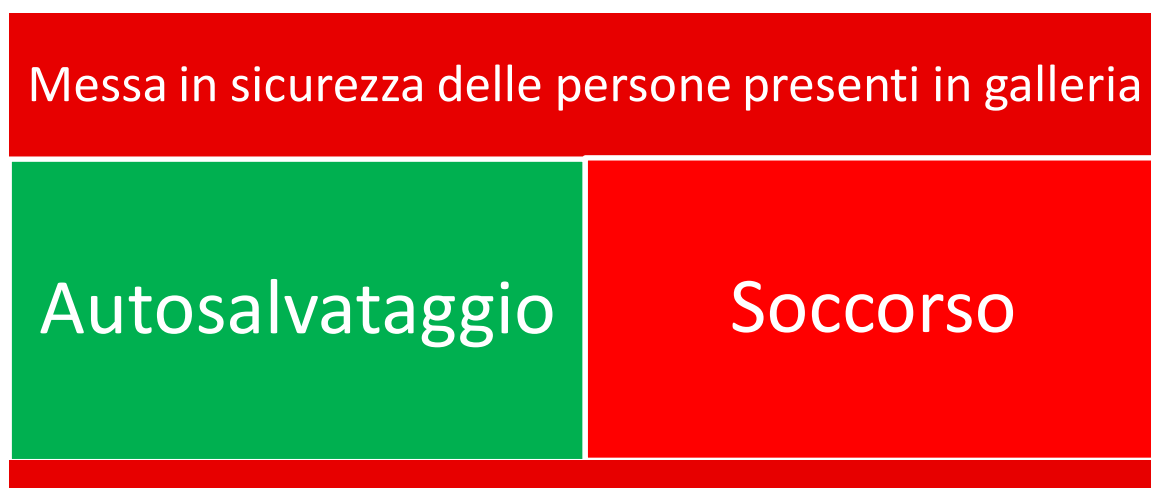 Messa in sicurezza delle persone presenti in galleria
Autosalvataggio
Soccorso